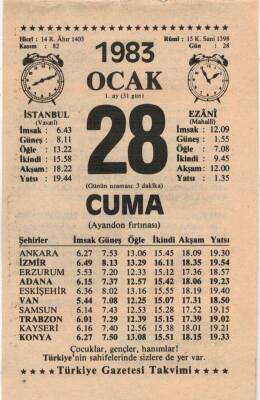 Hicrî : 14 R. Âhır 1403
Kasım : 82
Rûmî : 15 K. Sani 1398
Gün : 28
1983
OCAK
1. ay (31 gün)
28
İSTANBUL
(Vasatî)
İmsak : 6.43
Güneş : 8.11
Öğle : 13.22
İkindi : 15.58
Akşam : 18.22
Yatsı : 19.44
EZANÎ
(Mahallî)
İmsak : 12.09
Güneş : 1.55
Öğle : 7.08
İkindi : 9.45
Akşam : 12.00
Yatsı : 1.35
(Günün uzaması: 3 dakika)
CUMA
(Ayandon fırtınası)
Şehirler İmsak Güneş Öğle İkindi Akşam Yatsı
ANKARA 6.27 7.53 13.06 15.45 18.09 19.30
İZMİR 6.49 8.13 13.29 16.11 18.35 19.54
ERZURUM 5.53 7.20 12.33 15.10 17.34 18.56
ADANA 6.15 7.37 12.57 15.42 18.06 19.23
ESKİŞEHİR 6.36 8.02 13.16 15.55 18.19 19.40
VAN 5.44 7.08 12.25 15.07 17.31 18.50
SAMSUN 6.14 7.43 12.53 15.28 17.52 19.15
TRABZON 6.01 7.29 12.39 15.15 17.39 19.02
KAYSERİ 6.16 7.40 12.56 15.38 18.01 19.21
KONYA 6.27 7.50 13.08 15.51 18.15 19.33
Çocuklar, gençler, hanımlar!
Türkiye'nin sahifelerinde sizlere de yer var.
Türkiye Gazetesi Takvimi